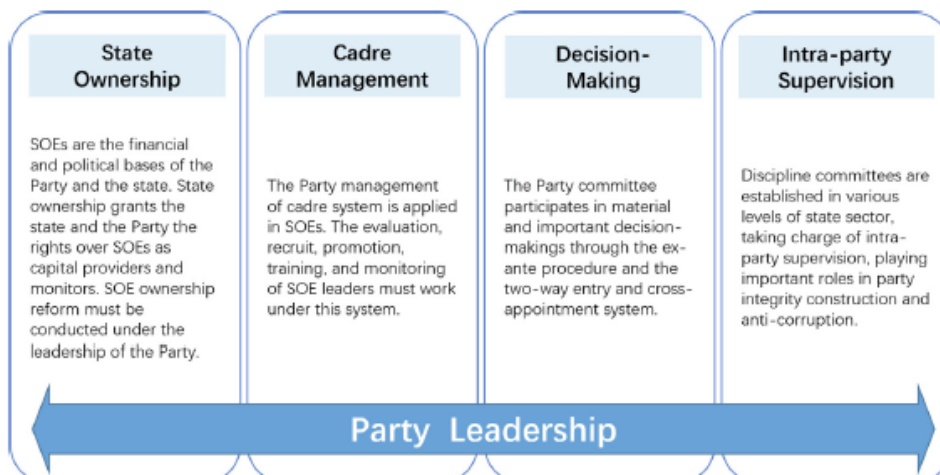 State
Ownership
SOEs are the financial
and political bases of the
Party and the state. State
ownership grants the
state and the Party the
rights over SOEs as
capital providers and
monitors. SOE ownership
reform must be
conducted under the
leadership of the Party.
Cadre
Management
The Party management
of cadre system is applied
in SOEs. The evaluation,
recruit, promotion,
training, and monitoring
of SOE leaders must work
under this system.
Decision-
Making
The Party committee
participates in material
and important decision-
makings through the ex-
ante procedure and the
two-way entry and cross-
appointment system.
Intra-party
Supervision
Discipline committees are
established in various
levels of state sector,
taking charge of intra-
party supervision, playing
important roles in party
integrity construction and
anti-corruption.
Party Leadership